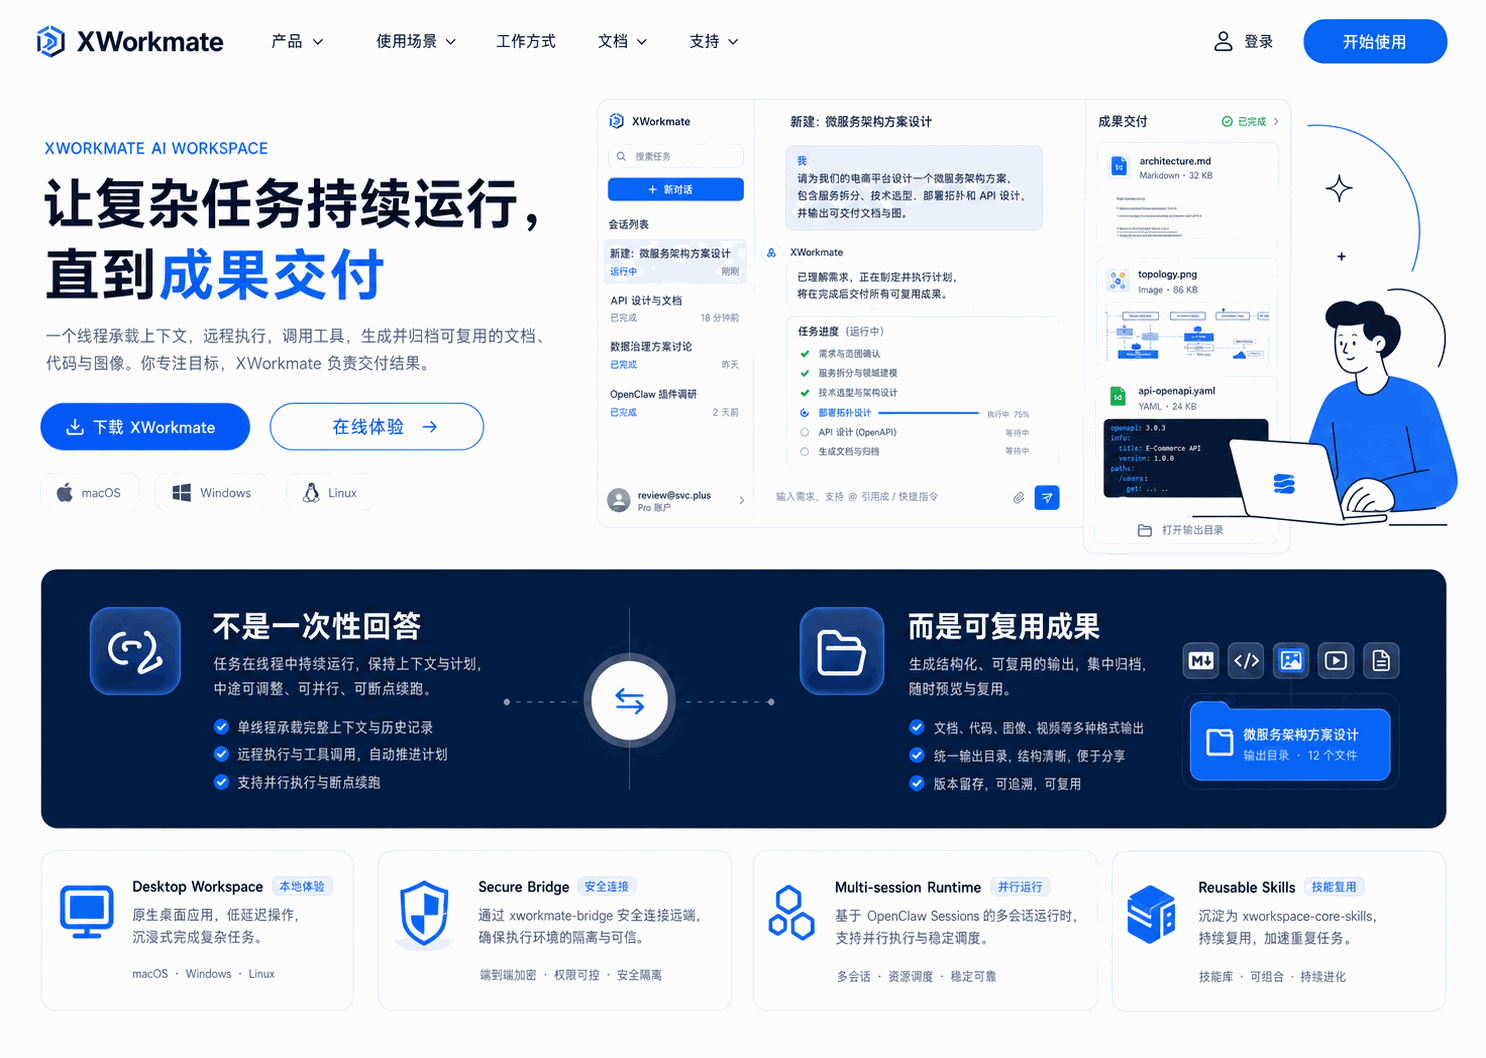 XWorkmate
产品
使用场景
工作方式
文档
支持
登录
开始使用
XWORKMATE AI WORKSPACE
让复杂任务持续运行，
直到成果交付
一个线程承载上下文，远程执行，调用工具，生成并归档可复用的文档、
代码与图像。你专注目标，XWorkmate 负责交付结果。
下载 XWorkmate
在线体验
macOS
Windows
Linux
XWorkmate
搜索任务
+ 新对话
会话列表
新建：微服务架构方案设计
运行中 刚刚
API 设计与文档
已完成 18 分钟前
数据治理方案讨论
已完成 昨天
OpenClaw 插件调研
已完成 2 天前
review@svc.plus
Pro 账户
新建：微服务架构方案设计
我
请为我们的电商平台设计一个微服务架构方案，
包含服务拆分、技术选型、部署拓扑和 API 设计，
并输出可交付文档与图。
XWorkmate
已理解需求，正在制定并执行计划，
将在完成后交付所有可复用成果。
任务进度（运行中）
需求与范围确认
服务拆分与领域建模
技术选型与架构设计
部署拓扑设计 执行中 75%
API 设计 (OpenAPI) 等待中
生成文档与归档 等待中
输入需求，支持 @ 引用成 / 快捷指令
成果交付
已完成
architecture.md
Markdown · 32 KB
topology.png
Image · 86 KB
api-openapi.yaml
YAML · 24 KB
openapi: 3.0.3
info:
title: E-Commerce API
version: 1.0.0
paths:
/users:
get:
打开输出目录
不是一次性回答
任务在线程中持续运行，保持上下文与计划，
中途可调整、可并行、可断点续跑。
单线程承载完整上下文与历史记录
远程执行与工具调用，自动推进计划
支持并行执行与断点续跑
而是可复用成果
生成结构化、可复用的输出，集中归档，
随时预览与复用。
文档、代码、图像、视频等多种格式输出
统一输出目录，结构清晰，便于分享
版本留存，可追溯，可复用
M↓
</>
微服务架构方案设计
输出目录 · 12 个文件
Desktop Workspace 本地体验
原生桌面应用，低延迟操作，
沉浸式完成复杂任务。
macOS · Windows · Linux
Secure Bridge 安全连接
通过 xworkmate-bridge 安全连接远端，
确保执行环境的隔离与可信。
端到端加密 · 权限可控 · 安全隔离
Multi-session Runtime 并行运行
基于 OpenClaw Sessions 的多会话运行时，
支持并行执行与稳定调度。
多会话 · 资源调度 · 稳定可靠
Reusable Skills 技能复用
沉淀为 xworkspace-core-skills，
持续复用，加速重复任务。
技能库 · 可组合 · 持续进化